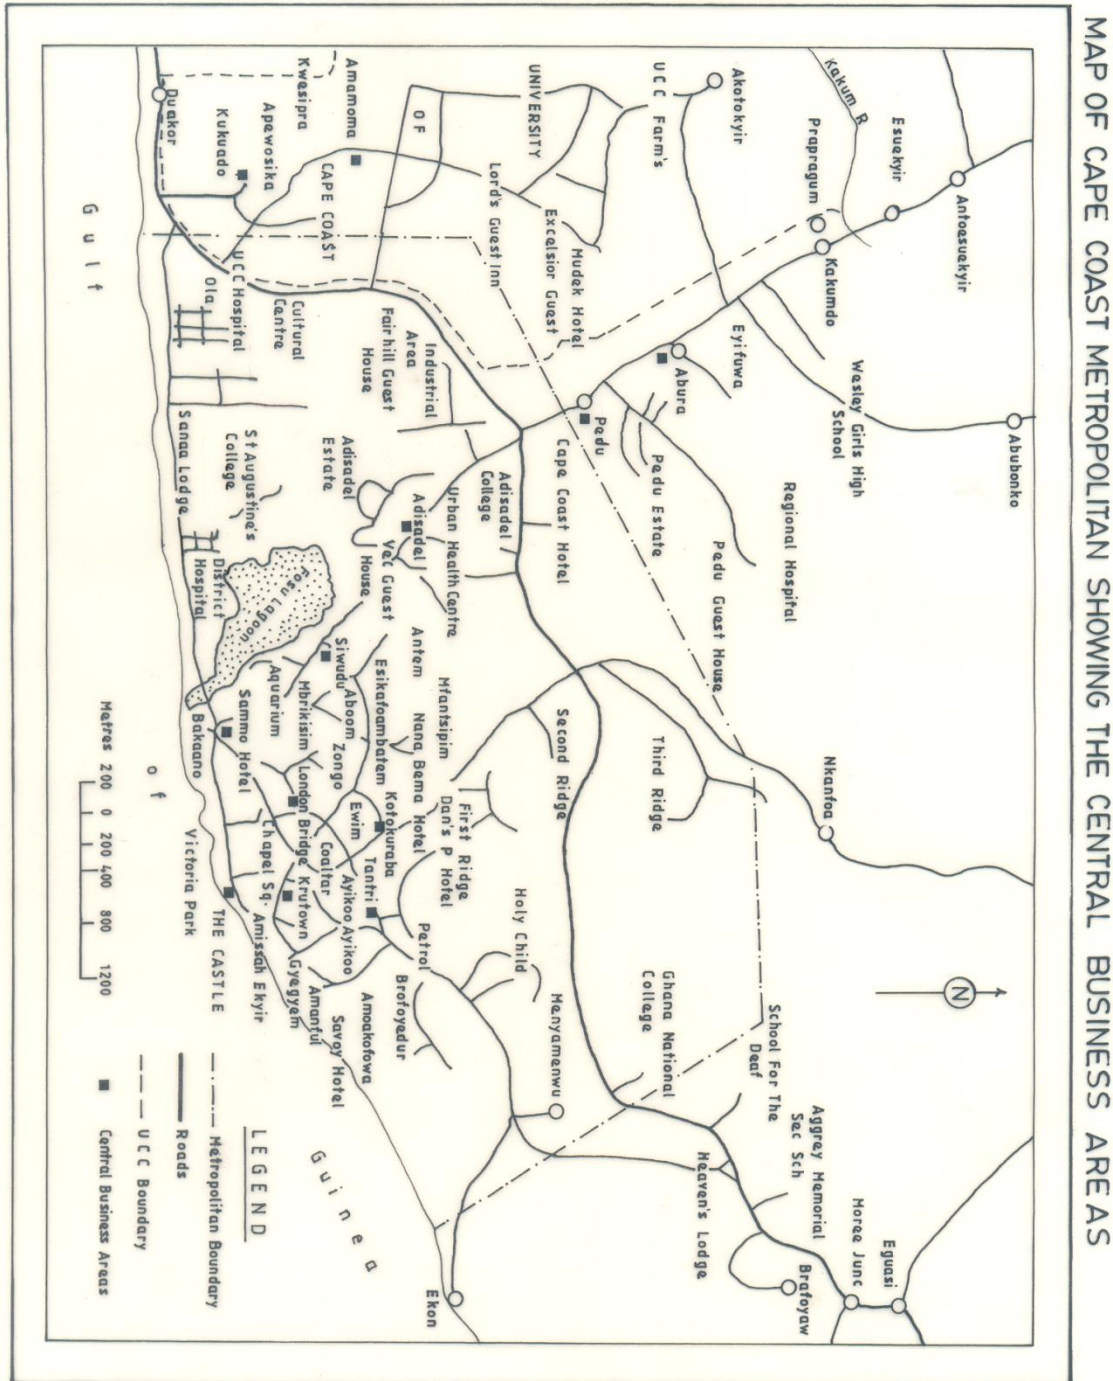 MAP OF CAPE COAST METROPOLITAN SHOWING THE CENTRAL BUSINESS AREAS
Kakum R
Esuekyir
Antoesuekyir
Prapragum
Kakumdo
Akotokyir
UCC Farm's
UNIVERSITY
OF
CAPE COAST
Amamoma
Kwesipra
Apewosika
Kukuado
Duakor
Abubonko
Wesley Girls High
School
Eyifuwa
Abura
Pedu
Regional Hospital
Pedu Estate
Pedu Guest House
Mudek Hotel
Excelsior Guest
Lord's Guest Inn
Cape Coast Hotel
Adisadel
College
Urban Health Centre
Adisadel
Vec Guest
House
Adisadel
Estate
Industrial
Area
Fairhill Guest
House
Cultural
Centre
UCC Hospital
Ola
Sanaa Lodge
St Augustine's
College
District
Hospital
Fosu Lagoon
Nkanfoa
Third Ridge
Second Ridge
First Ridge
Dan's P Hotel
Mfantsipim
Nana Bema Hotel
Antem
Esikafoambatem
Kotokuraba
Aboom
Zongo
Ewim
Tantri
Siwudu
Mbrikisim
London Bridge
Coaltar
Ayikoo Ayikoo
Aquarium
Krutown
Chapel Sq.
Sammo Hotel
Bakaano
Victoria Park
THE CASTLE
Amissah Ekyir
Gyegyem
Amanful
Savoy Hotel
Amoakofowa
Brofoyedur
Petrol
Holy Child
Menyamenwu
Ghana National
College
School For The
Deaf
Aggrey Memorial
Sec Sch
Heaven's Lodge
Moree Junc
Eguasi
Brafoyaw
Ekon
N
Gulf
of
Guinea
Metres 200 0 200 400 800 1200
LEGEND
Metropolitan Boundary
Roads
UCC Boundary
Central Business Areas